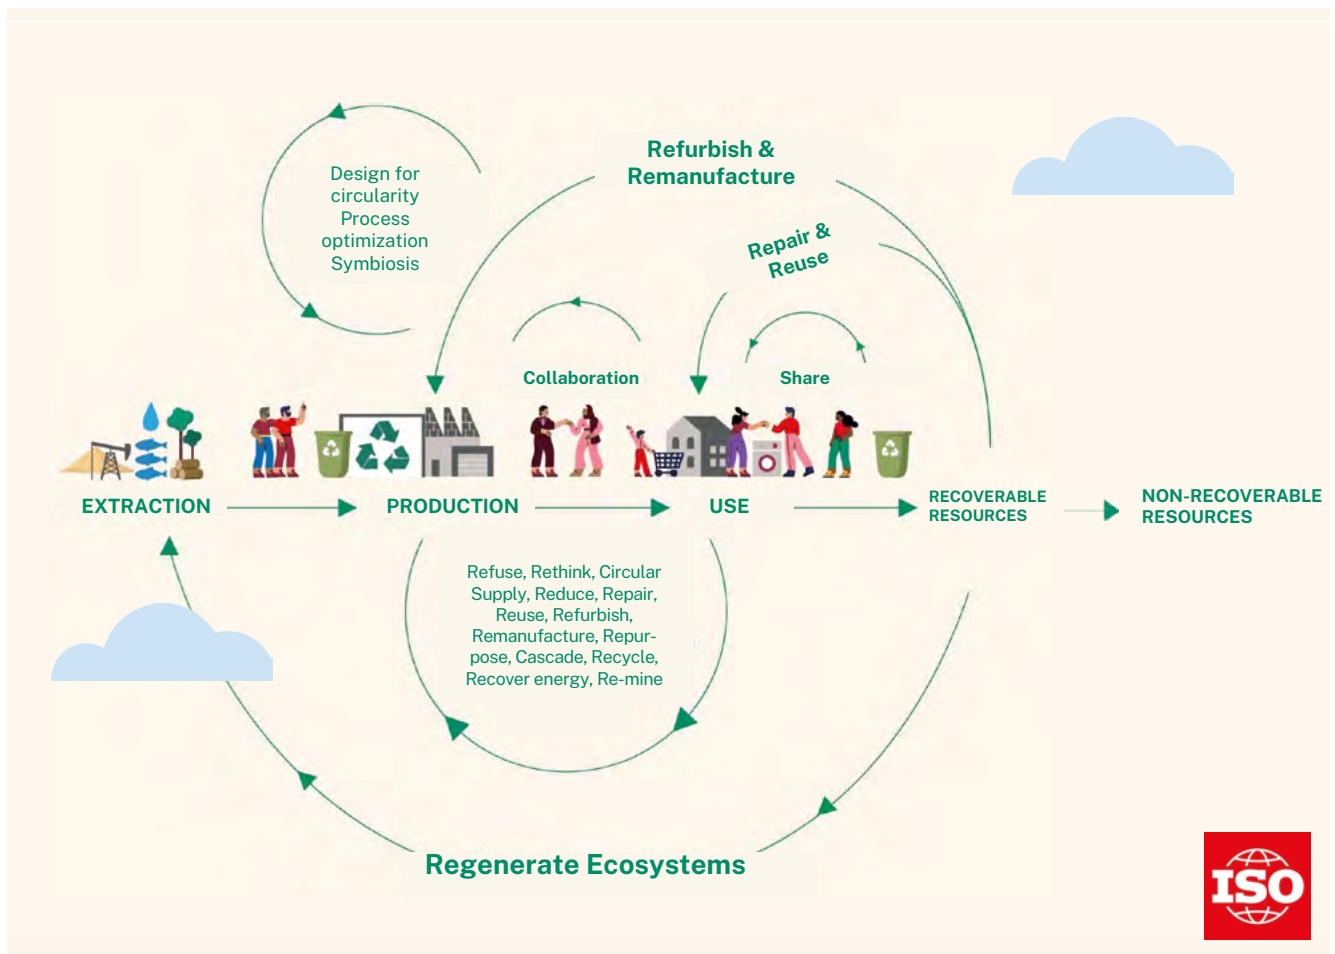 Design for
circularity
Process
optimization
Symbiosis
Refurbish &
Remanufacture
Repair &
Reuse
Collaboration
Share
EXTRACTION
PRODUCTION
USE
RECOVERABLE
RESOURCES
NON-RECOVERABLE
RESOURCES
Refuse, Rethink, Circular
Supply, Reduce, Repair,
Reuse, Refurbish,
Remanufacture, Repur-
pose, Cascade, Recycle,
Recover energy, Re-mine
Regenerate Ecosystems
ISO